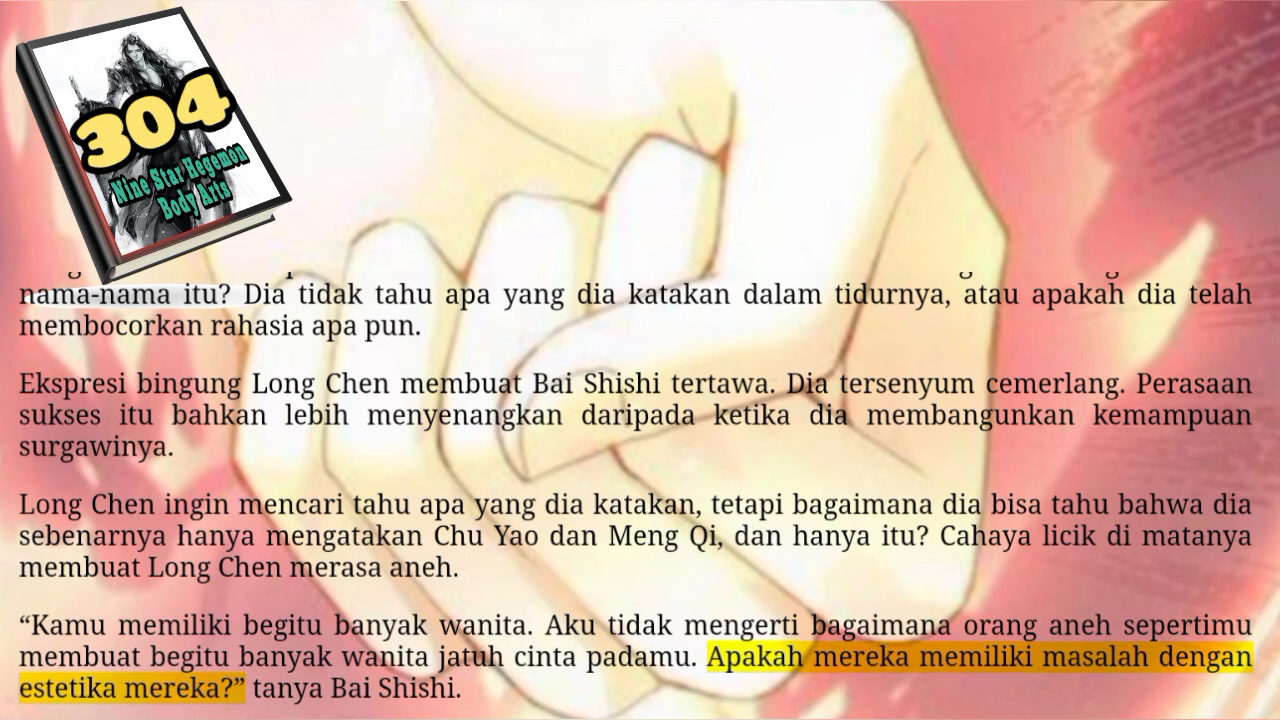 304
Nine Star Hegemon
Body Arts
nama-nama itu? Dia tidak tahu apa yang dia katakan dalam tidurnya, atau apakah dia telah
membocorkan rahasia apa pun.
Ekspresi bingung Long Chen membuat Bai Shishi tertawa. Dia tersenyum cemerlang. Perasaan
sukses itu bahkan lebih menyenangkan daripada ketika dia membangunkan kemampuan
surgawinya.
Long Chen ingin mencari tahu apa yang dia katakan, tetapi bagaimana dia bisa tahu bahwa dia
sebenarnya hanya mengatakan Chu Yao dan Meng Qi, dan hanya itu? Cahaya licik di matanya
membuat Long Chen merasa aneh.
“Kamu memiliki begitu banyak wanita. Aku tidak mengerti bagaimana orang aneh sepertimu
membuat begitu banyak wanita jatuh cinta padamu. Apakah mereka memiliki masalah dengan
estetika mereka?” tanya Bai Shishi.